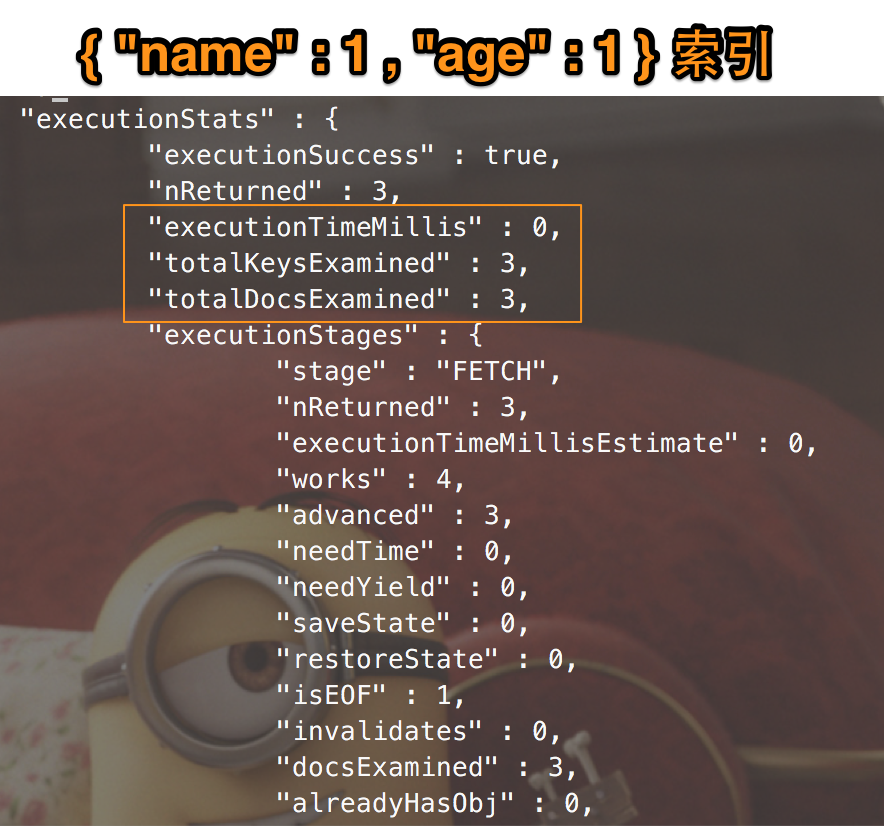 { "name" : 1 , "age" : 1 } 索引
"executionStats" : {
"executionSuccess" : true,
"nReturned" : 3,
"executionTimeMillis" : 0,
"totalKeysExamined" : 3,
"totalDocsExamined" : 3,
"executionStages" : {
"stage" : "FETCH",
"nReturned" : 3,
"executionTimeMillisEstimate" : 0,
"works" : 4,
"advanced" : 3,
"needTime" : 0,
"needYield" : 0,
"saveState" : 0,
"restoreState" : 0,
"isEOF" : 1,
"invalidates" : 0,
"docsExamined" : 3,
"alreadyHasObj" : 0,